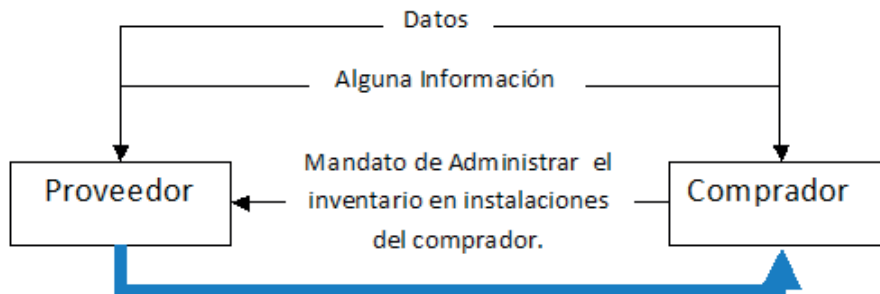 Datos
Alguna Información
Proveedor
Mandato de Administrar el
inventario en instalaciones
del comprador.
Comprador